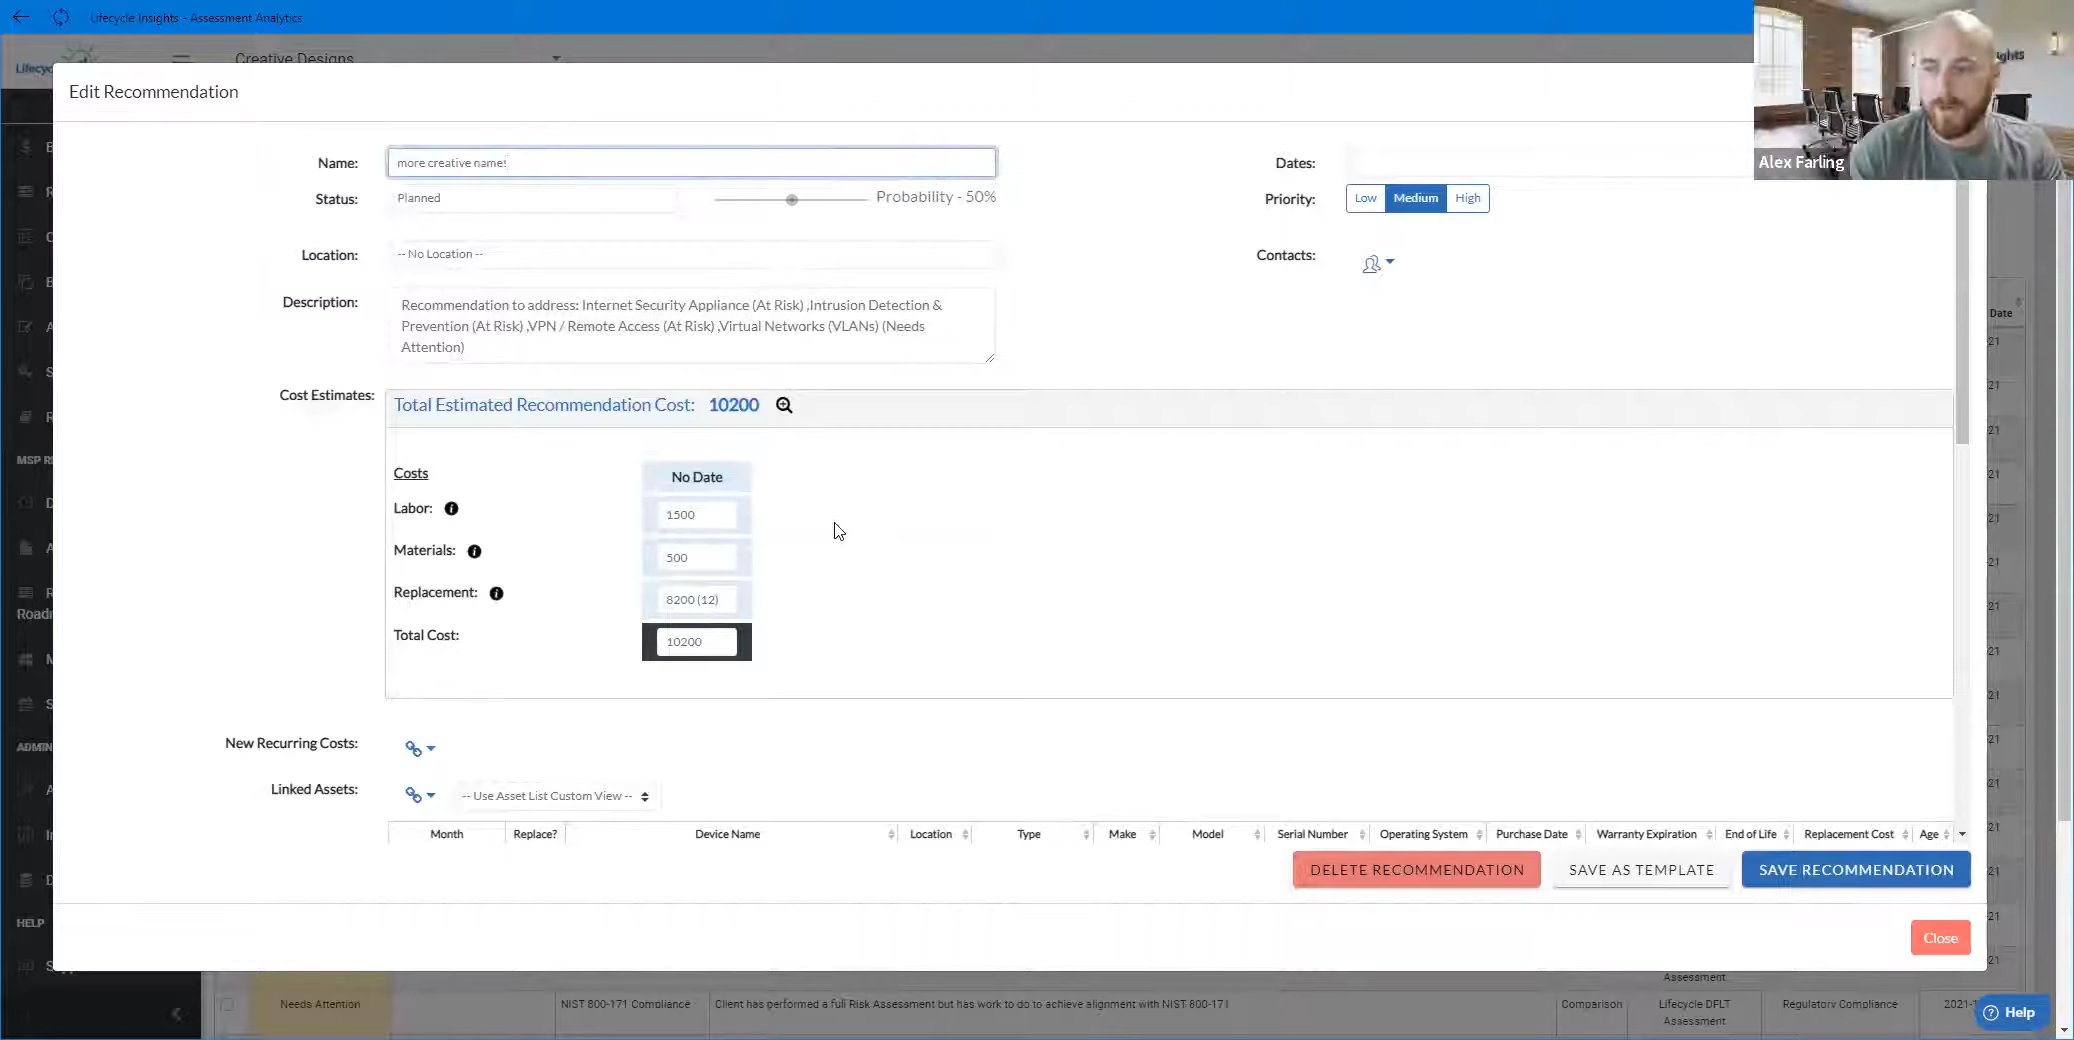 Lifecycle Insights - Assessment Analytics
Creative Designs
Edit Recommendation
Alex Farling
Name:
more creative name!
Dates:
Status:
Planned
Probability - 50%
Priority:
Low
Medium
High
Location:
-- No Location --
Contacts:
Description:
Recommendation to address: Internet Security Appliance (At Risk) ,Intrusion Detection &
Prevention (At Risk) ,VPN / Remote Access (At Risk) ,Virtual Networks (VLANs) (Needs
Attention)
Date
Cost Estimates:
Total Estimated Recommendation Cost: 10200
Costs
No Date
Labor:
1500
Materials:
500
Replacement:
8200 (12)
Total Cost:
10200
New Recurring Costs:
Linked Assets:
-- Use Asset List Custom View --
Month
Replace?
Device Name
Location
Type
Make
Model
Serial Number
Operating System
Purchase Date
Warranty Expiration
End of Life
Replacement Cost
Age
DELETE RECOMMENDATION
SAVE AS TEMPLATE
SAVE RECOMMENDATION
HELP
Close
Assessment
Needs Attention
NIST 800-171 Compliance
Client has performed a full Risk Assessment but has work to do to achieve alignment with NIST 800-171
Comparison
Lifecycle DFLT
Assessment
Regulatory Compliance
Help